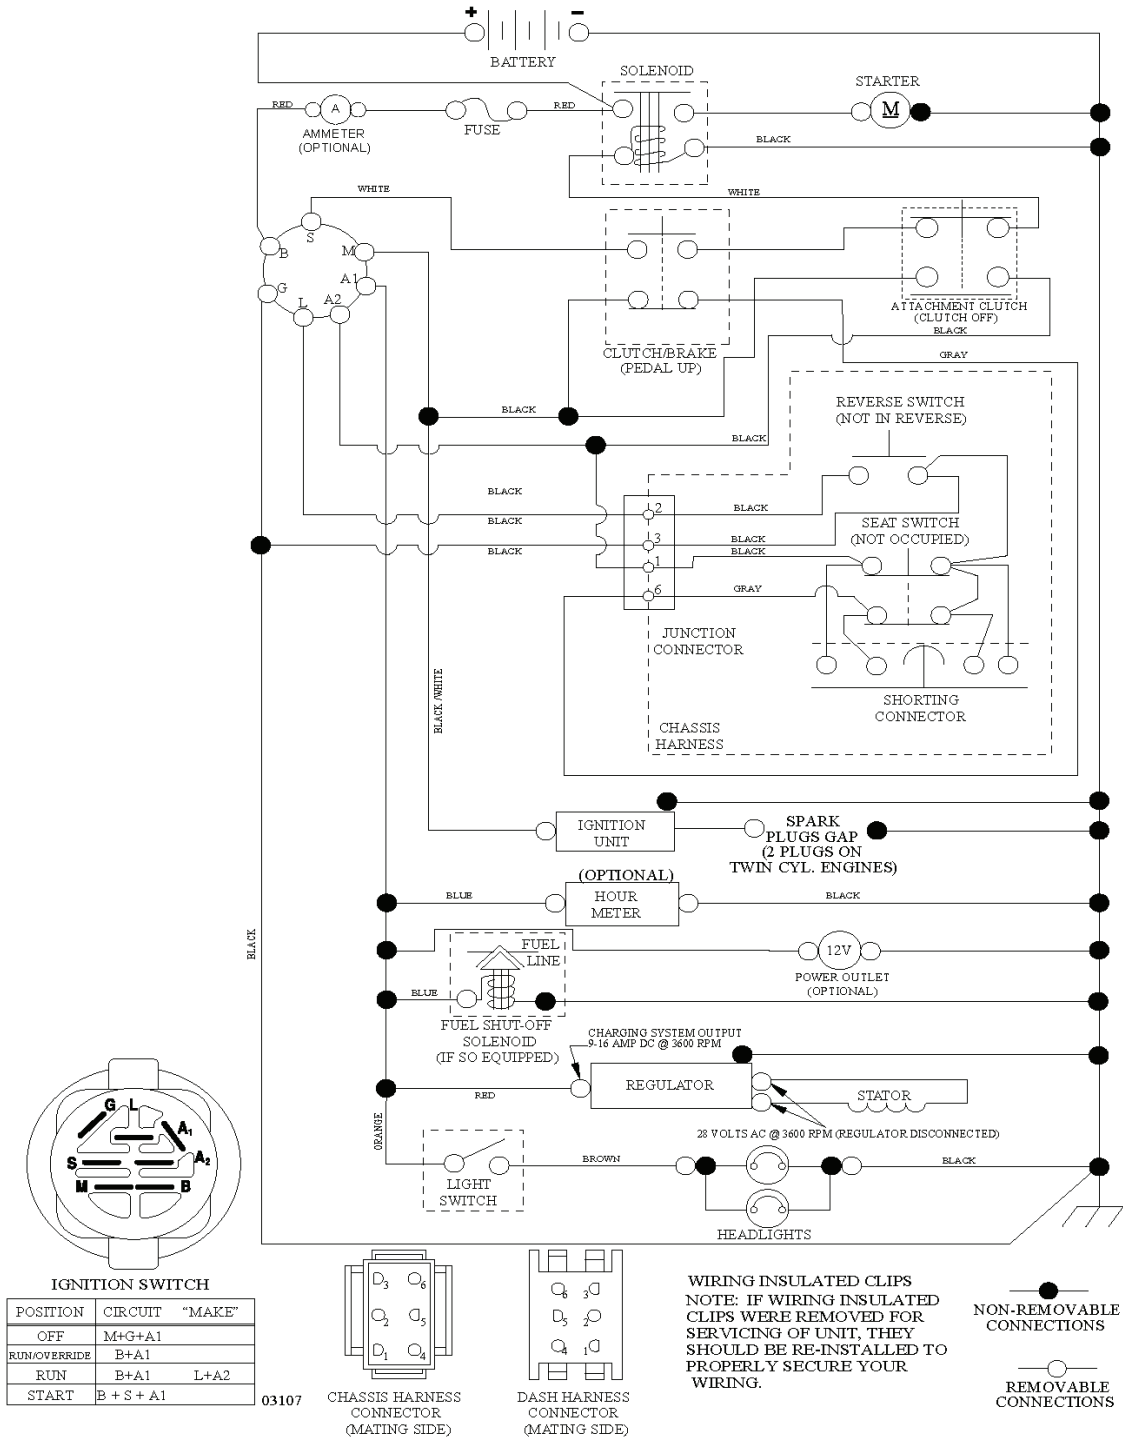 +
−
BATTERY
SOLENOID
STARTER
RED
A
AMMETER
(OPTIONAL)
FUSE
RED
M
BLACK
WHITE
WHITE
S
B
M
A1
G
L
A2
ATTACHMENT CLUTCH
(CLUTCH OFF)
BLACK
CLUTCH/BRAKE
(PEDAL UP)
GRAY
REVERSE SWITCH
(NOT IN REVERSE)
BLACK
BLACK
BLACK
BLACK
BLACK
2
BLACK
SEAT SWITCH
(NOT OCCUPIED)
3
BLACK
BLACK
1
GRAY
6
JUNCTION
CONNECTOR
SHORTING
CONNECTOR
CHASSIS
HARNESS
BLACK /WHITE
IGNITION
UNIT
SPARK
PLUGS GAP
(2 PLUGS ON
TWIN CYL. ENGINES)
(OPTIONAL)
BLUE
HOUR
METER
BLACK
BLACK
FUEL
LINE
12V
POWER OUTLET
(OPTIONAL)
BLUE
FUEL SHUT-OFF
SOLENOID
(IF SO EQUIPPED)
CHARGING SYSTEM OUTPUT
9-16 AMP DC @ 3600 RPM
REGULATOR
RED
STATOR
ORANGE
28 VOLTS AC @ 3600 RPM (REGULATOR DISCONNECTED)
BROWN
BLACK
LIGHT
SWITCH
HEADLIGHTS
G
L
A1
S
A2
M
B
IGNITION SWITCH
POSITION CIRCUIT "MAKE"
OFF M+G+A1
RUN/OVERRIDE B+A1
RUN B+A1 L+A2
START B + S + A1
03107
3 6
2 5
1 4
CHASSIS HARNESS
CONNECTOR
(MATING SIDE)
6 3
5 2
4 1
DASH HARNESS
CONNECTOR
(MATING SIDE)
WIRING INSULATED CLIPS
NOTE: IF WIRING INSULATED
CLIPS WERE REMOVED FOR
SERVICING OF UNIT, THEY
SHOULD BE RE-INSTALLED TO
PROPERLY SECURE YOUR
WIRING.
NON-REMOVABLE
CONNECTIONS
REMOVABLE
CONNECTIONS